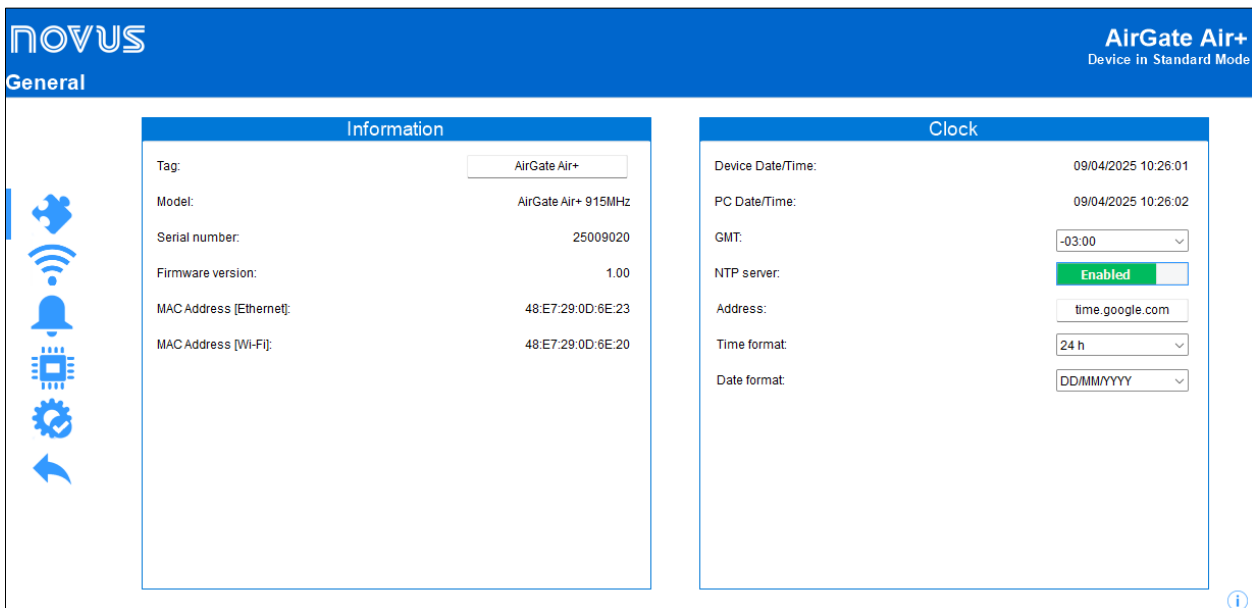 novus
AirGate Air+
Device in Standard Mode
General
Information
Tag: AirGate Air+
Model: AirGate Air+ 915MHz
Serial number: 25009020
Firmware version: 1.00
MAC Address [Ethernet]: 48:E7:29:0D:6E:23
MAC Address [Wi-Fi]: 48:E7:29:0D:6E:20
Clock
Device Date/Time: 09/04/2025 10:26:01
PC Date/Time: 09/04/2025 10:26:02
GMT: -03:00
NTP server: Enabled
Address: time.google.com
Time format: 24 h
Date format: DD/MM/YYYY
i